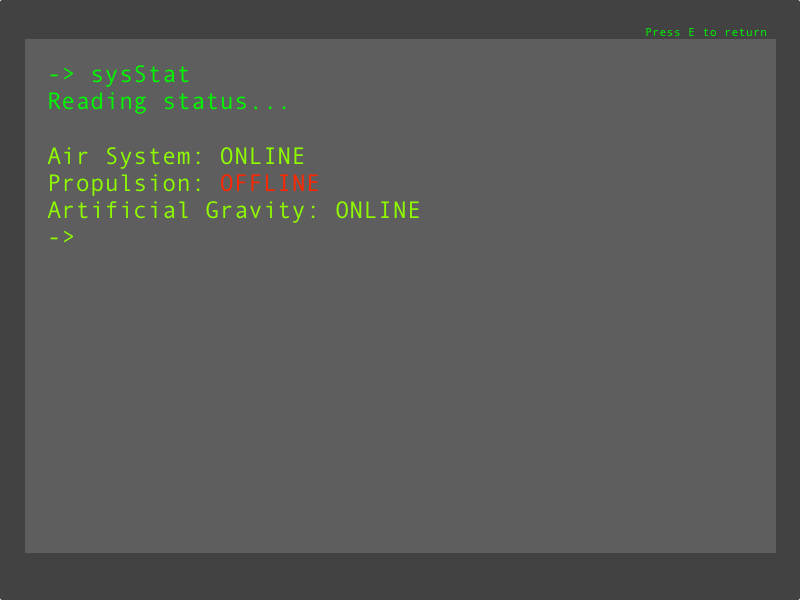 Press E to return
-> sysStat
Reading status...
Air System: ONLINE
Propulsion: OFFLINE
Artificial Gravity: ONLINE
->